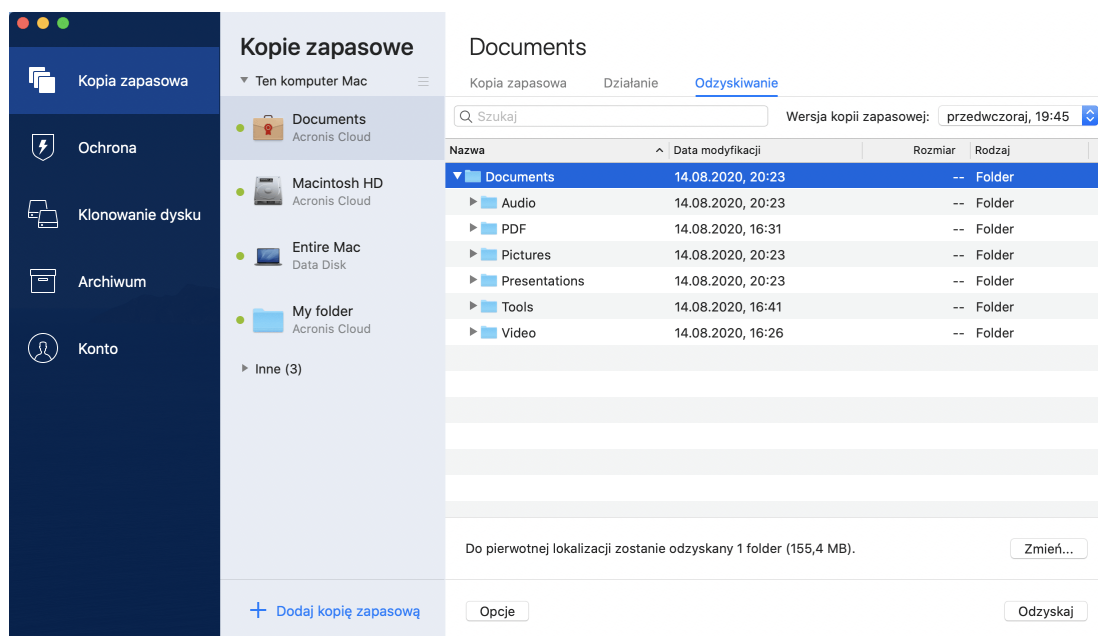 Kopia zapasowa
Ochrona
Klonowanie dysku
Archiwum
Konto
Kopie zapasowe
Ten komputer Mac
Documents
Acronis Cloud
Macintosh HD
Acronis Cloud
Entire Mac
Data Disk
My folder
Acronis Cloud
Inne (3)
Dodaj kopię zapasową
Documents
Kopia zapasowa Działanie Odzyskiwanie
Szukaj Wersja kopii zapasowej: przedwczoraj, 19:45
Nazwa Data modyfikacji Rozmiar Rodzaj
Documents 14.08.2020, 20:23 -- Folder
Audio 14.08.2020, 20:23 -- Folder
PDF 14.08.2020, 16:31 -- Folder
Pictures 14.08.2020, 20:23 -- Folder
Presentations 14.08.2020, 20:23 -- Folder
Tools 14.08.2020, 16:41 -- Folder
Video 14.08.2020, 16:26 -- Folder
Do pierwotnej lokalizacji zostanie odzyskany 1 folder (155,4 MB). Zmień...
Opcje Odzyskaj